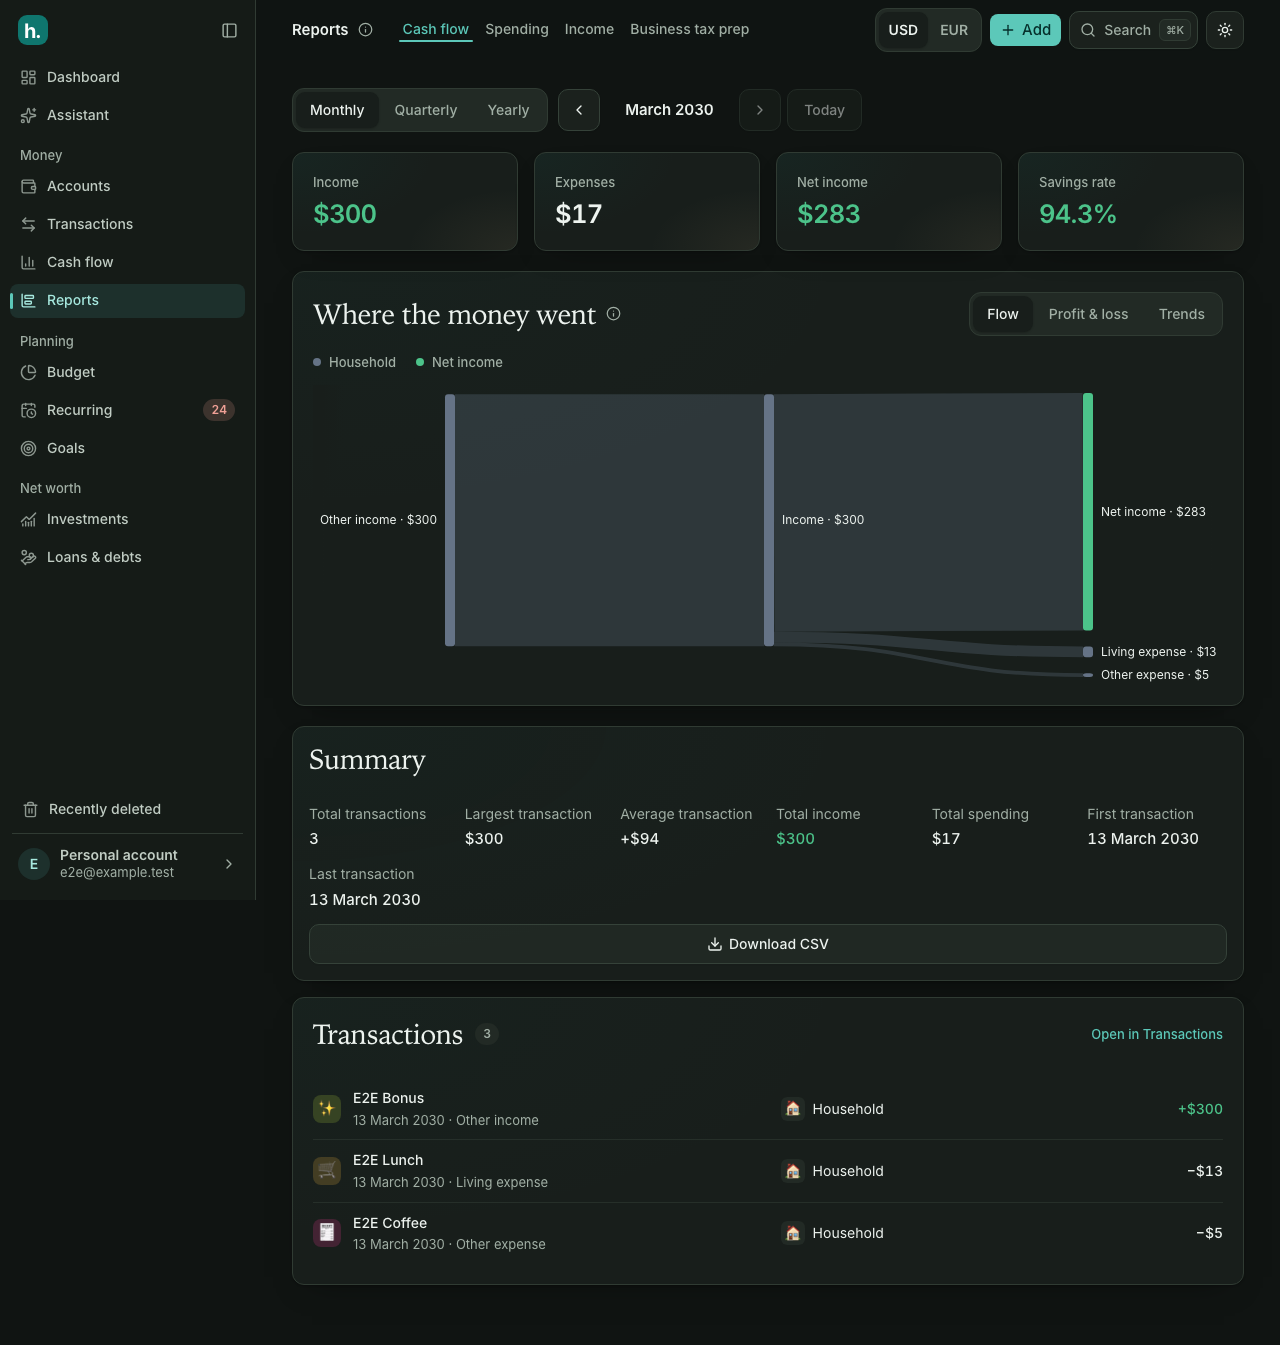 h.
Dashboard
Assistant
Money
Accounts
Transactions
Cash flow
Reports
Planning
Budget
Recurring 24
Goals
Net worth
Investments
Loans & debts
Recently deleted
E
Personal account
e2e@example.test
Reports Cash flow Spending Income Business tax prep USD EUR + Add Search ⌘K
Monthly Quarterly Yearly March 2030 Today
Income Expenses Net income Savings rate
$300 $17 $283 94.3%
Where the money went Flow Profit & loss Trends
Household Net income
Net income · $283
Other income · $300 Income · $300
Living expense · $13
Other expense · $5
Summary
Total transactions Largest transaction Average transaction Total income Total spending First transaction
3 $300 +$94 $300 $17 13 March 2030
Last transaction
13 March 2030
Download CSV
Transactions 3 Open in Transactions
E2E Bonus
13 March 2030 · Other income Household +$300
E2E Lunch
13 March 2030 · Living expense Household −$13
E2E Coffee
13 March 2030 · Other expense Household −$5